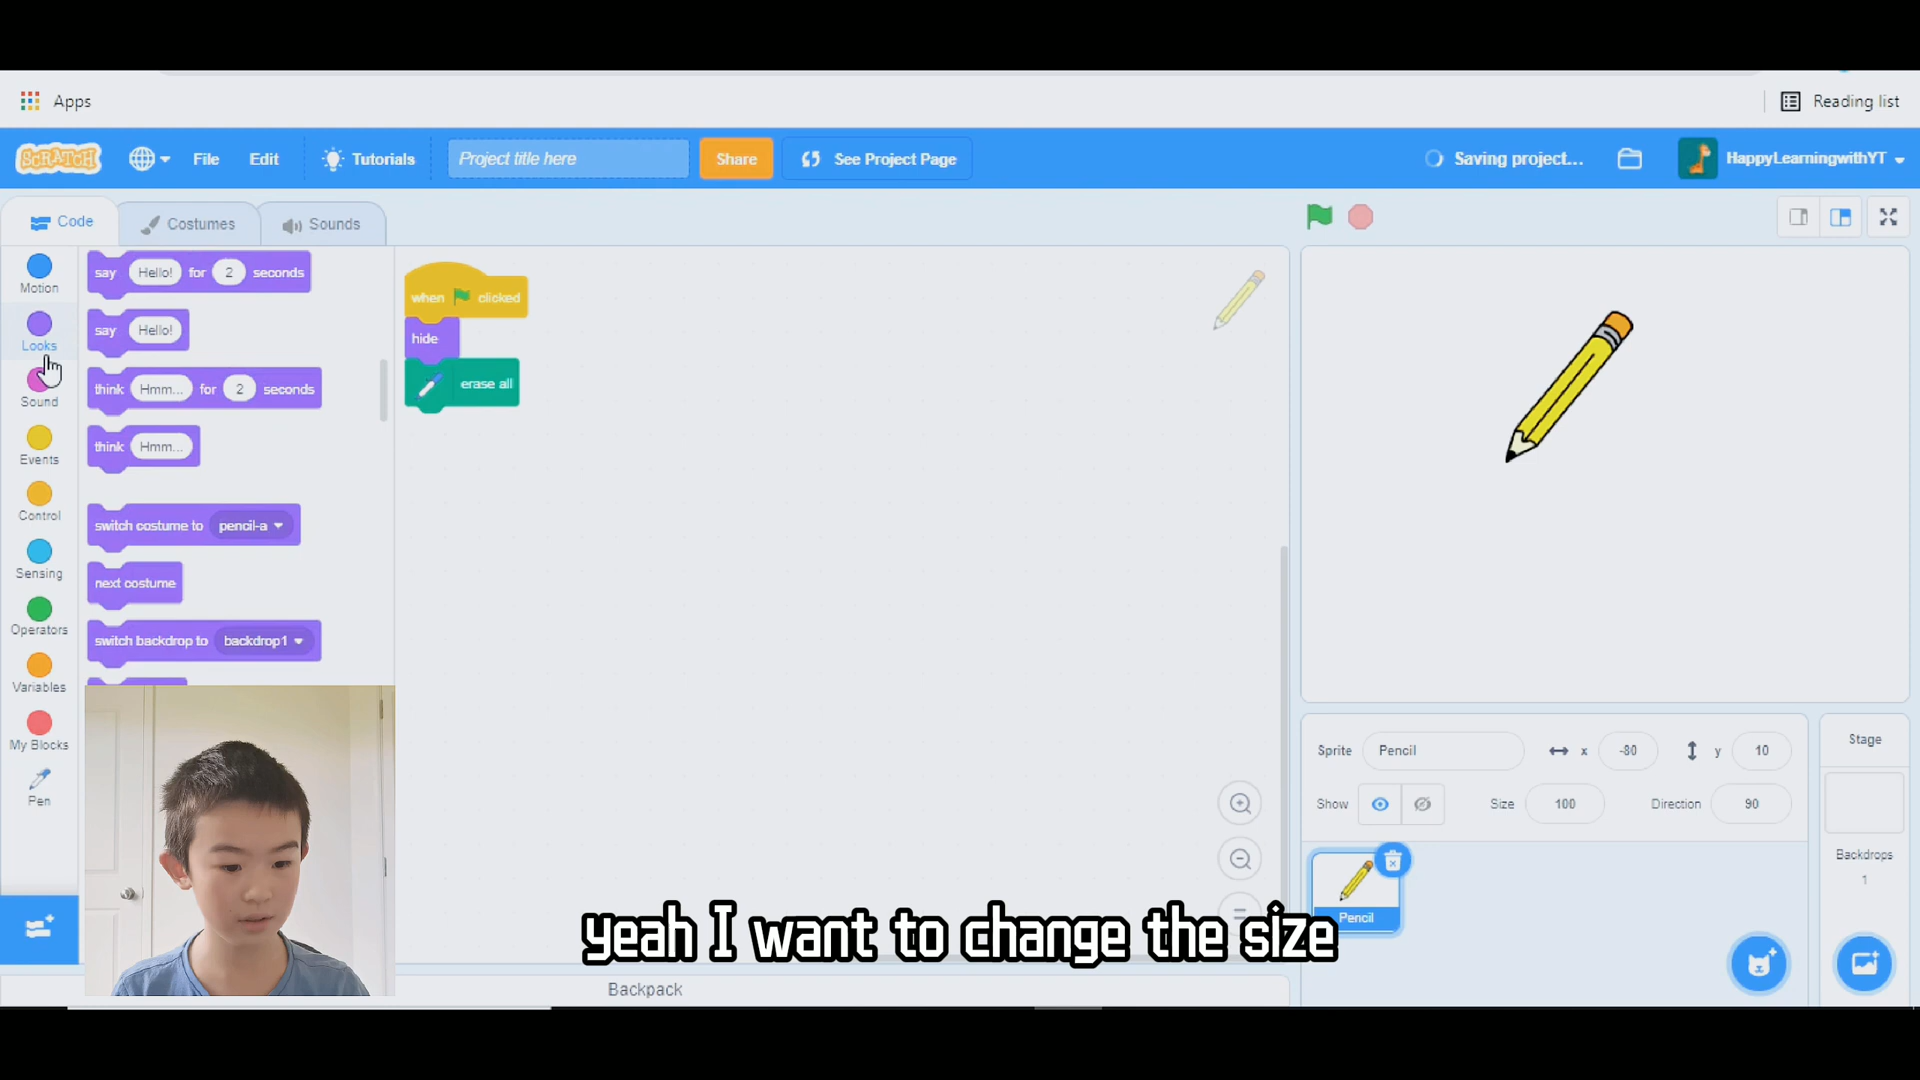 Apps
Reading list
SCRATCH
File
Edit
Tutorials
Project title here
Share
See Project Page
Saving project...
HappyLearningwithYT
Code
Costumes
Sounds
Motion
Looks
Sound
Events
Control
Sensing
Operators
Variables
My Blocks
Pen
say Hello! for 2 seconds
say Hello!
think Hmm... for 2 seconds
think Hmm...
switch costume to pencil-a
next costume
switch backdrop to backdrop1
when clicked
hide
erase all
Sprite Pencil x -80 y 10
Show Size 100 Direction 90
Pencil
Stage
Backdrops
1
yeah I want to change the size
Backpack